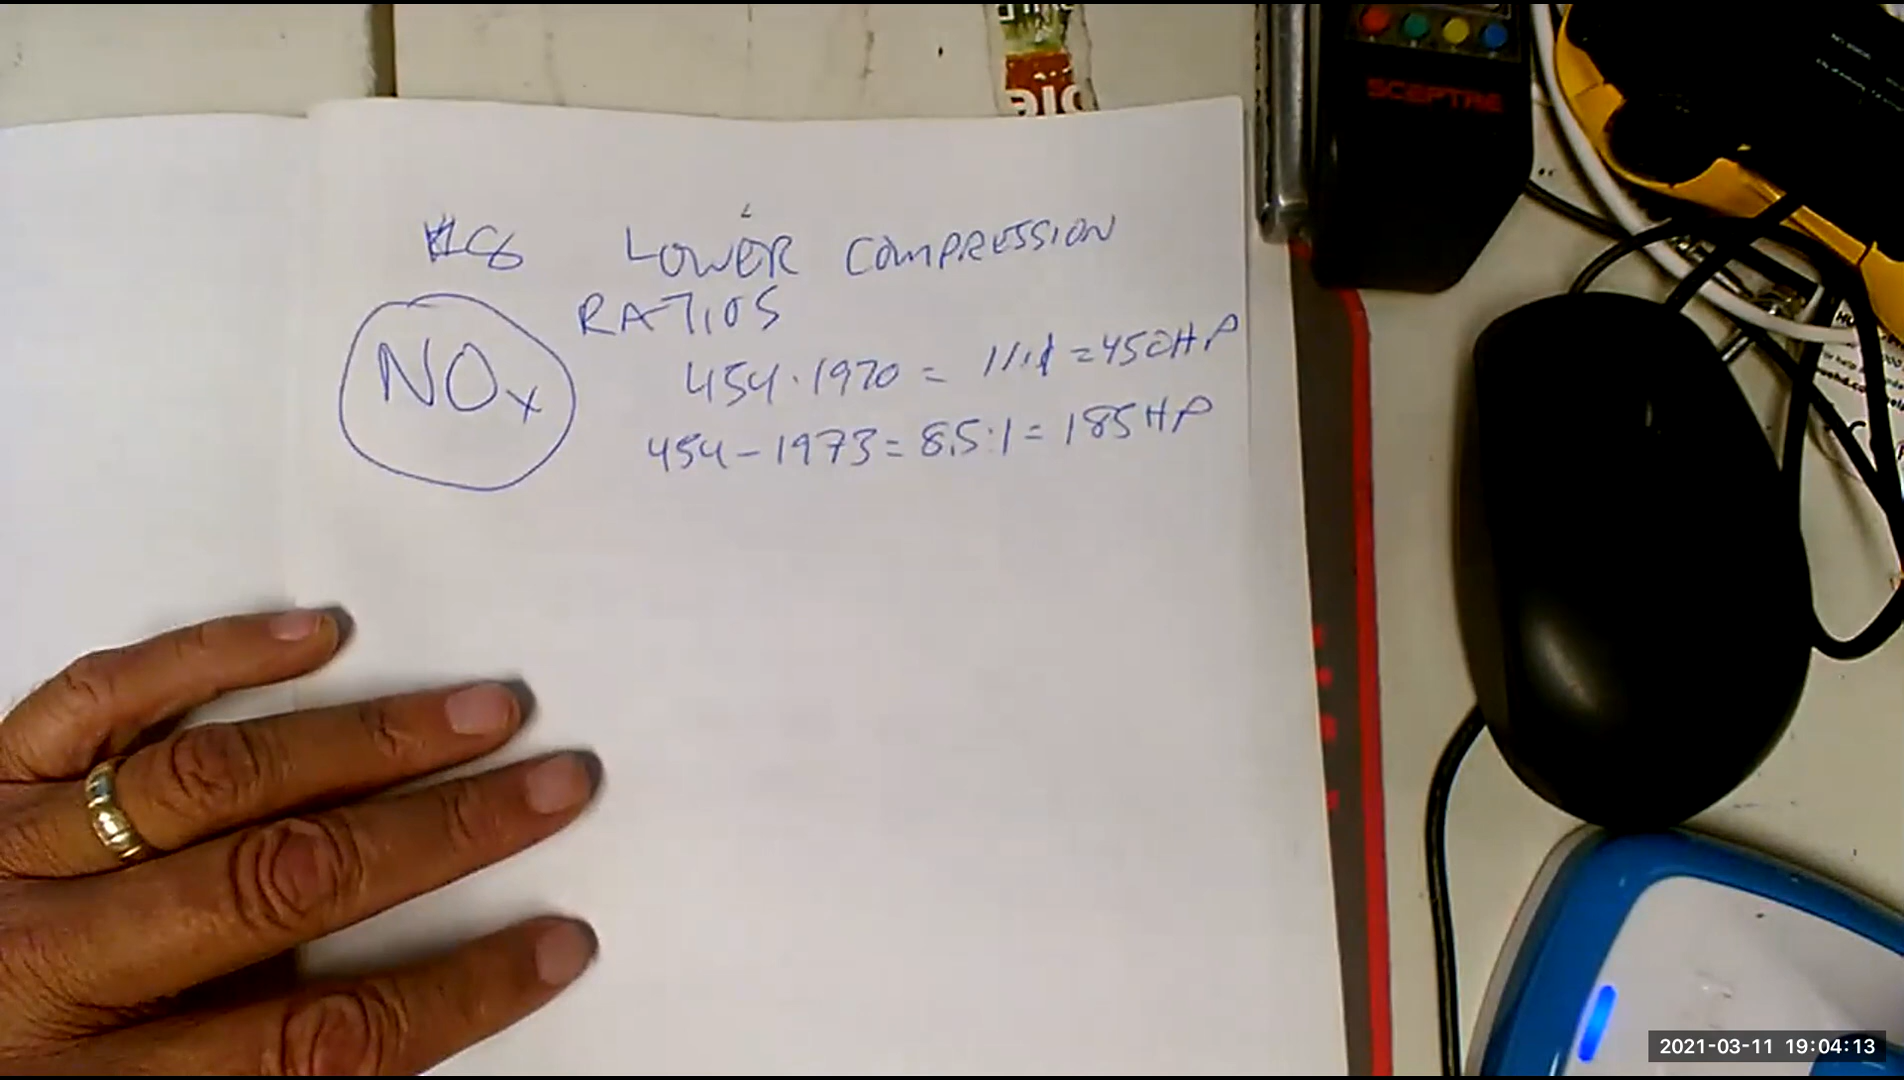 #8 LOWER COMPRESSION
RATIOS
NOx
454 · 1970 = 11:1 = 450HP
454 - 1973 = 8.5:1 = 185HP
SCEPTRE
2021-03-11 19:04:13